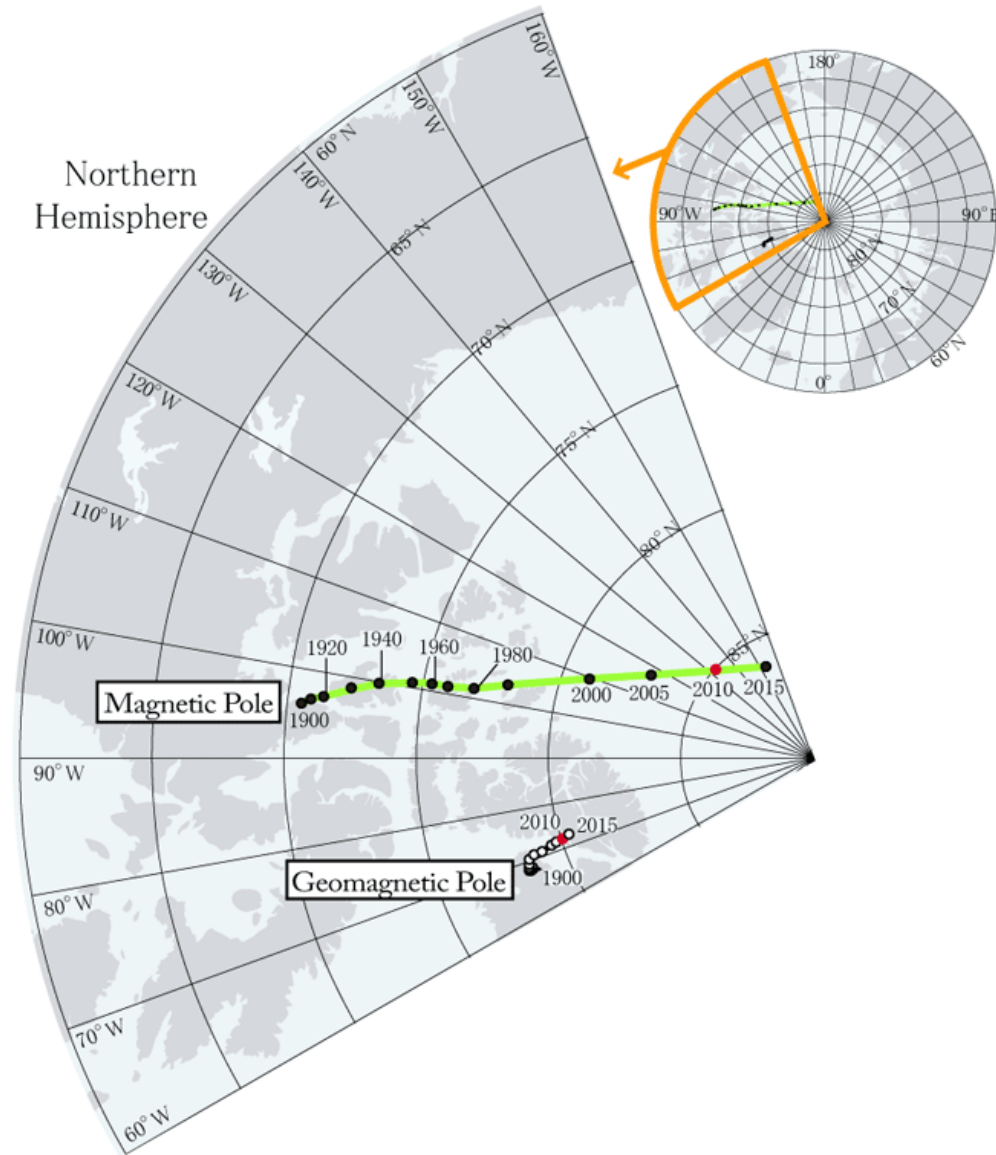 Northern
Hemisphere
160°W
150°W
60°N
140°W
65°N
130°W
70°N
120°W
75°N
110°W
80°N
100°W
85°N
90°W
80°W
70°W
60°W
1920
1940
1960
1980
Magnetic Pole
1900
2000
2005
2010
2015
2010
2015
Geomagnetic Pole
1900
180°
90°W
90°E
80°N
70°N
60°N
0°